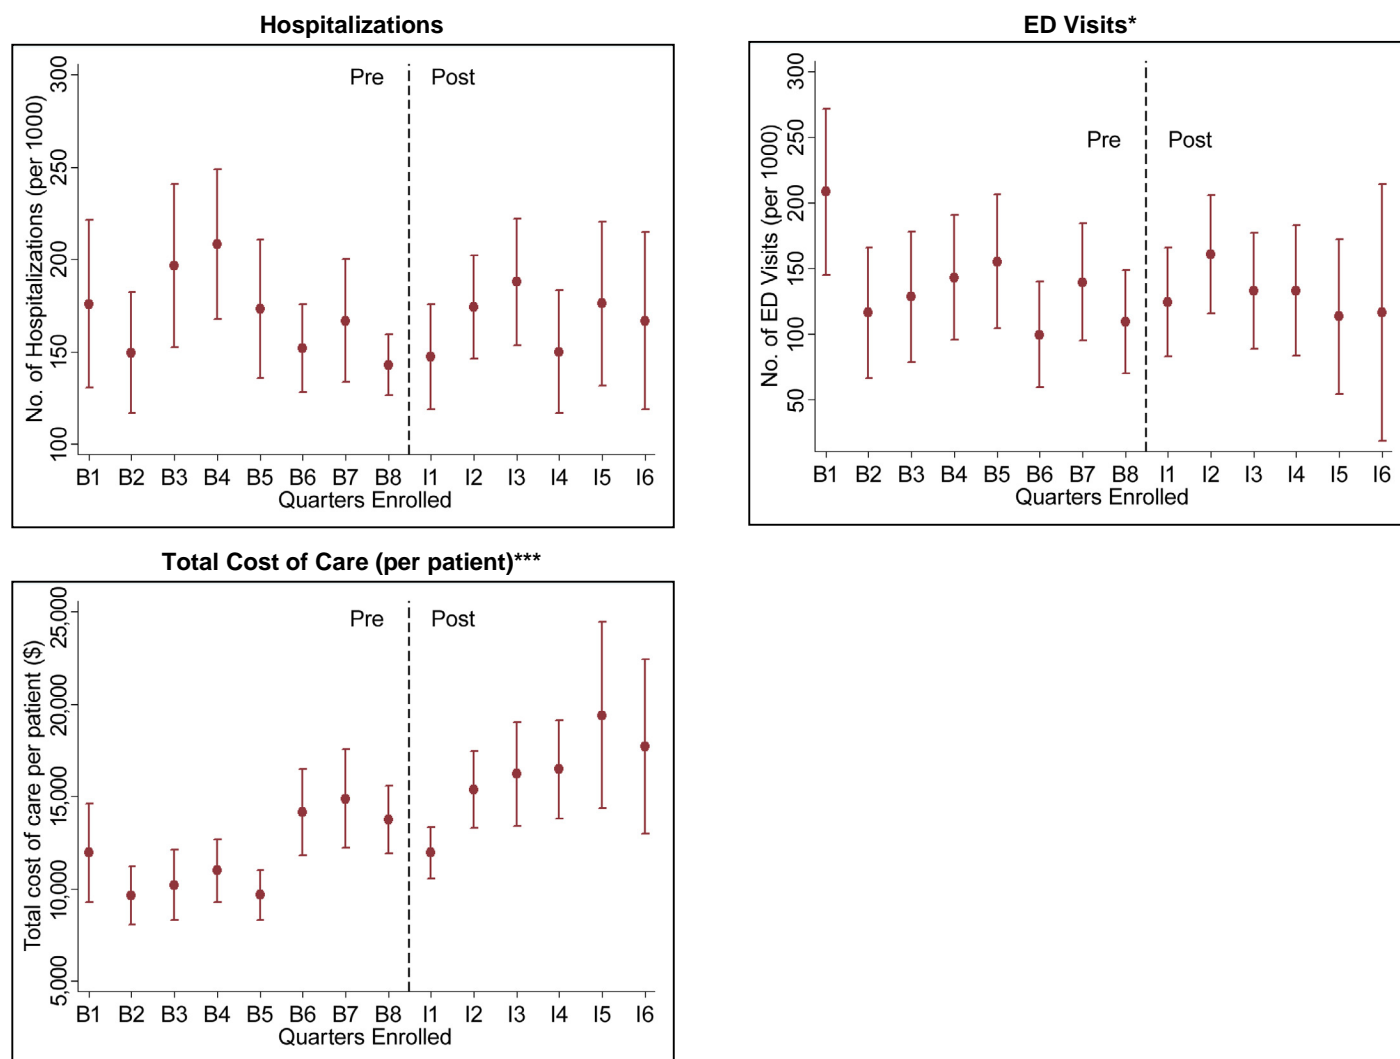 Hospitalizations
No. of Hospitalizations (per 1000)
300
250
200
150
100
Pre
Post
B1 B2 B3 B4 B5 B6 B7 B8 I1 I2 I3 I4 I5 I6
Quarters Enrolled
ED Visits*
No. of ED Visits (per 1000)
300
250
200
150
100
50
Pre
Post
B1 B2 B3 B4 B5 B6 B7 B8 I1 I2 I3 I4 I5 I6
Quarters Enrolled
Total Cost of Care (per patient)***
Total cost of care per patient ($)
25,000
20,000
15,000
10,000
5,000
Pre
Post
B1 B2 B3 B4 B5 B6 B7 B8 I1 I2 I3 I4 I5 I6
Quarters Enrolled